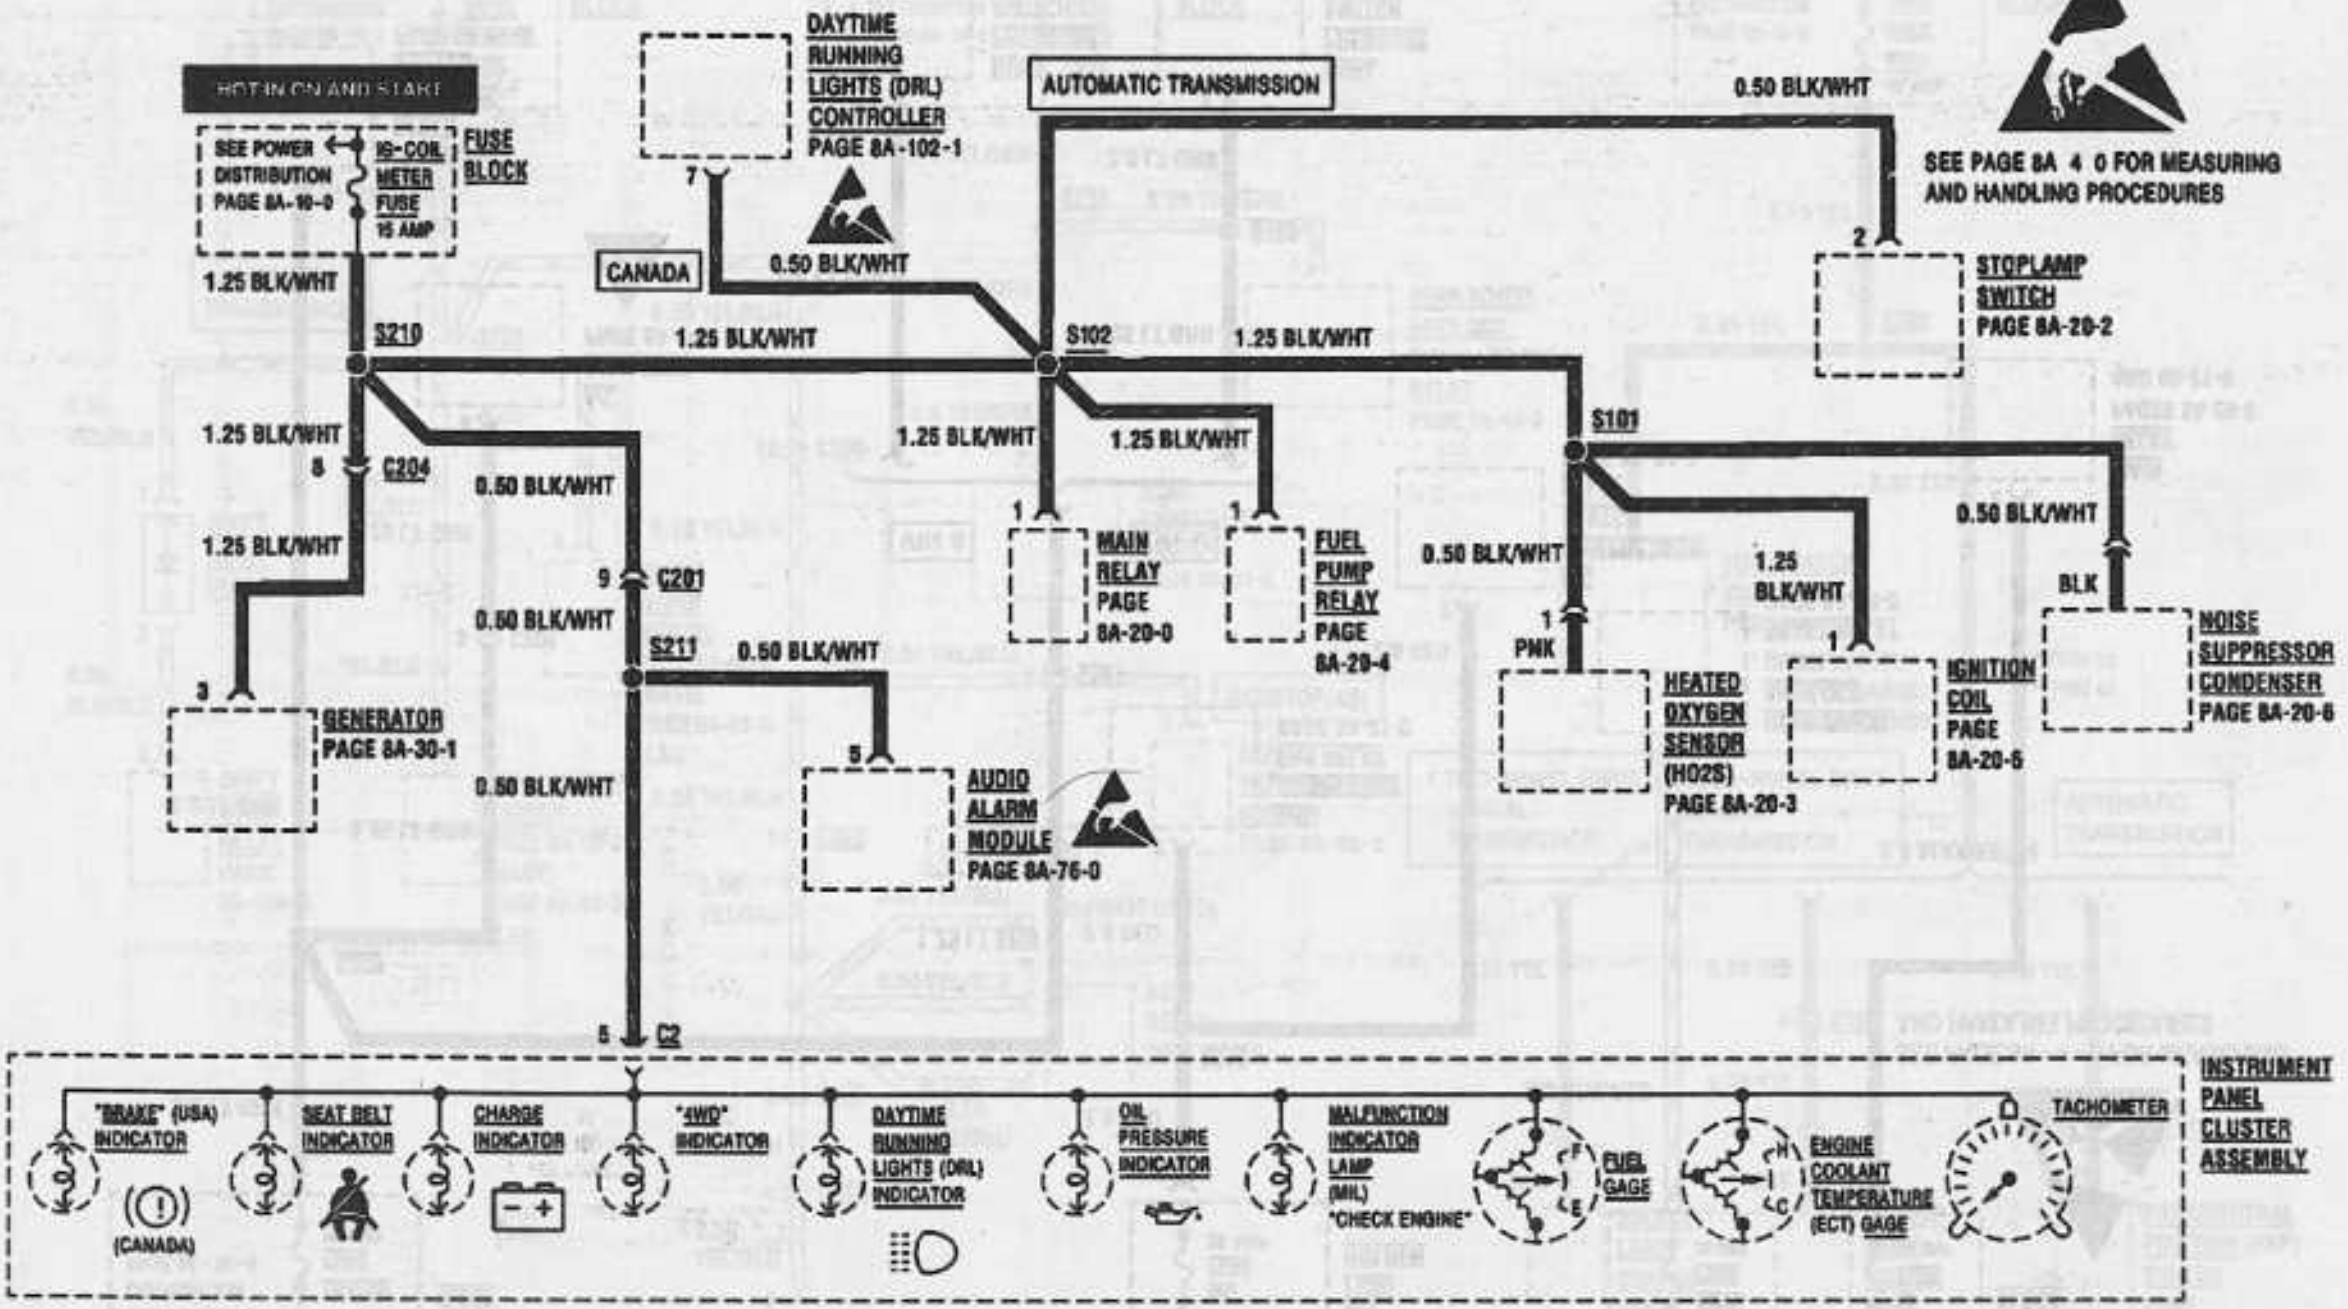 HOT IN ON AND START
SEE POWER
DISTRIBUTION
PAGE 8A-10-0
IG-COIL
METER
FUSE
15 AMP
FUSE
BLOCK
DAYTIME
RUNNING
LIGHTS (DRL)
CONTROLLER
PAGE 8A-102-1
7
CANADA
0.50 BLK/WHT
AUTOMATIC TRANSMISSION
0.50 BLK/WHT
SEE PAGE 8A 4 0 FOR MEASURING
AND HANDLING PROCEDURES
2
STOPLAMP
SWITCH
PAGE 8A-20-2
1.25 BLK/WHT
S210
1.25 BLK/WHT
S102
1.25 BLK/WHT
S101
1.25 BLK/WHT
8
C204
1.25 BLK/WHT
3
GENERATOR
PAGE 8A-30-1
0.50 BLK/WHT
9
C201
0.50 BLK/WHT
S211
0.50 BLK/WHT
0.50 BLK/WHT
5
AUDIO
ALARM
MODULE
PAGE 8A-76-0
1.25 BLK/WHT
1
MAIN
RELAY
PAGE
8A-20-0
1.25 BLK/WHT
1
FUEL
PUMP
RELAY
PAGE
8A-20-4
0.50 BLK/WHT
1
PNK
HEATED
OXYGEN
SENSOR
(HO2S)
PAGE 8A-20-3
1.25
BLK/WHT
1
IGNITION
COIL
PAGE
8A-20-5
0.50 BLK/WHT
BLK
NOISE
SUPPRESSOR
CONDENSER
PAGE 8A-20-6
C2
INSTRUMENT
PANEL
CLUSTER
ASSEMBLY
"BRAKE" (USA)
INDICATOR
(CANADA)
SEAT BELT
INDICATOR
CHARGE
INDICATOR
- +
"4WD"
INDICATOR
DAYTIME
RUNNING
LIGHTS (DRL)
INDICATOR
OIL
PRESSURE
INDICATOR
MALFUNCTION
INDICATOR
LAMP
(MIL)
"CHECK ENGINE"
F
E
FUEL
GAGE
H
C
ENGINE
COOLANT
TEMPERATURE
(ECT) GAGE
TACHOMETER